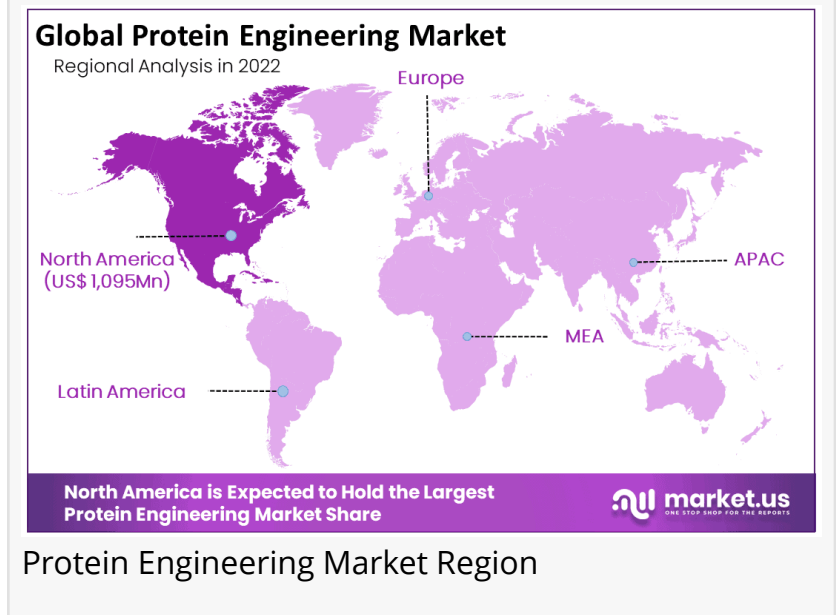 Global Protein Engineering Market
Regional Analysis in 2022
Europe
North America
(US$ 1,095Mn)
APAC
MEA
Latin America
North America is Expected to Hold the Largest
Protein Engineering Market Share
market.us
ONE STOP SHOP FOR THE REPORTS
Protein Engineering Market Region